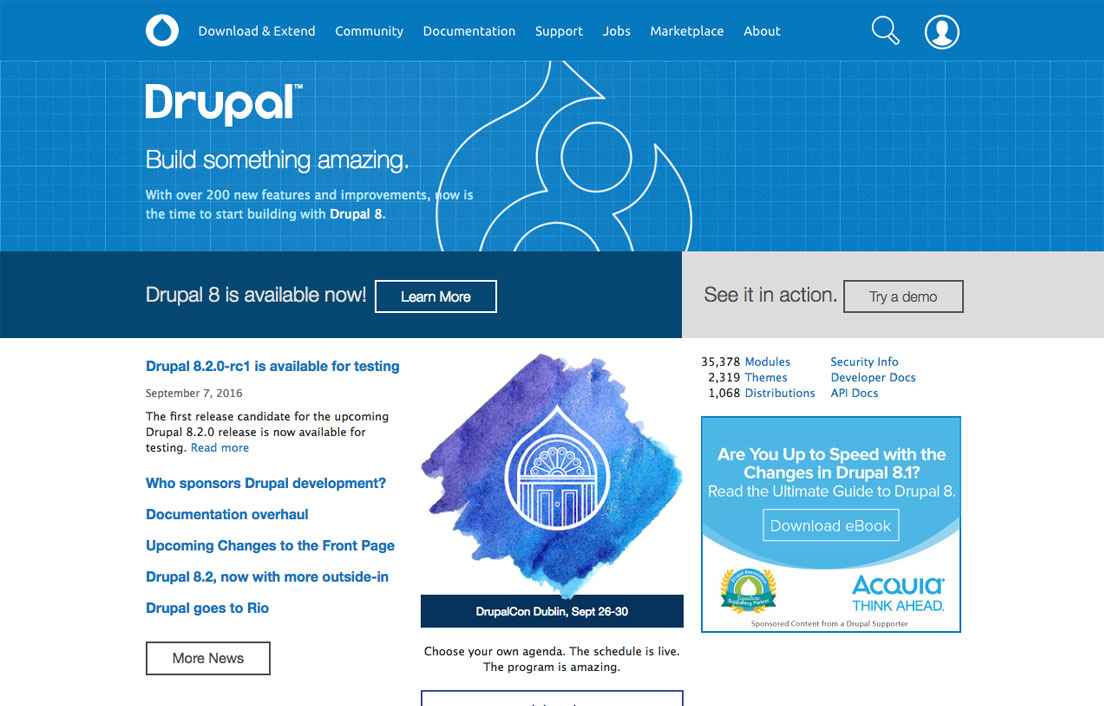 Download & Extend Community Documentation Support Jobs Marketplace About
Drupal™
Build something amazing.
With over 200 new features and improvements, now is
the time to start building with Drupal 8.
Drupal 8 is available now!
Learn More
See it in action.
Try a demo
Drupal 8.2.0-rc1 is available for testing
September 7, 2016
The first release candidate for the upcoming
Drupal 8.2.0 release is now available for
testing. Read more
Who sponsors Drupal development?
Documentation overhaul
Upcoming Changes to the Front Page
Drupal 8.2, now with more outside-in
Drupal goes to Rio
More News
DrupalCon Dublin, Sept 26-30
Choose your own agenda. The schedule is live.
The program is amazing.
35,378 Modules
2,319 Themes
1,068 Distributions
Security Info
Developer Docs
API Docs
Are You Up to Speed with the
Changes in Drupal 8.1?
Read the Ultimate Guide to Drupal 8.
Download eBook
Signature
Supporting Partner
ACQUIA
THINK AHEAD.
Sponsored Content from a Drupal Supporter